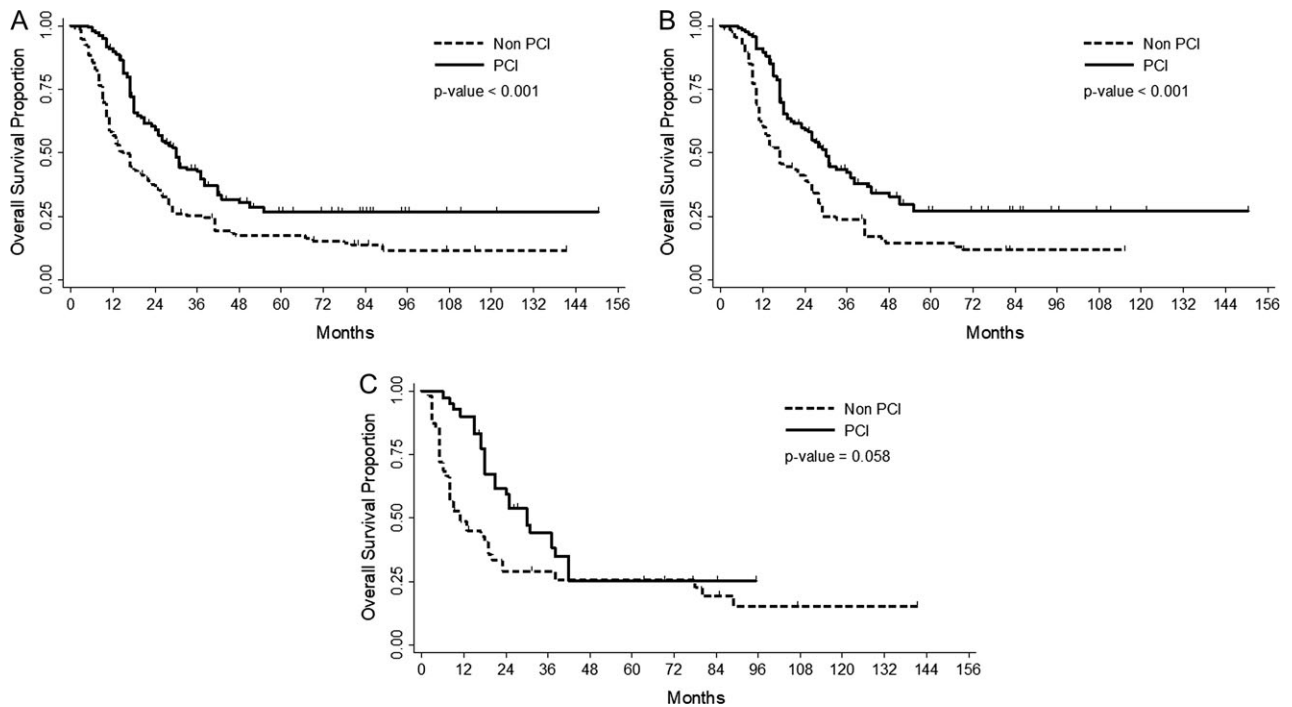 A
Overall Survival Proportion
1.00
0.75
0.50
0.25
0.00
Non PCI
PCI
p-value < 0.001
0 12 24 36 48 60 72 84 96 108 120 132 144 156
Months
B
Overall Survival Proportion
1.00
0.75
0.50
0.25
0.00
Non PCI
PCI
p-value < 0.001
0 12 24 36 48 60 72 84 96 108 120 132 144 156
Months
C
Overall Survival Proportion
1.00
0.75
0.50
0.25
0.00
Non PCI
PCI
p-value = 0.058
0 12 24 36 48 60 72 84 96 108 120 132 144 156
Months